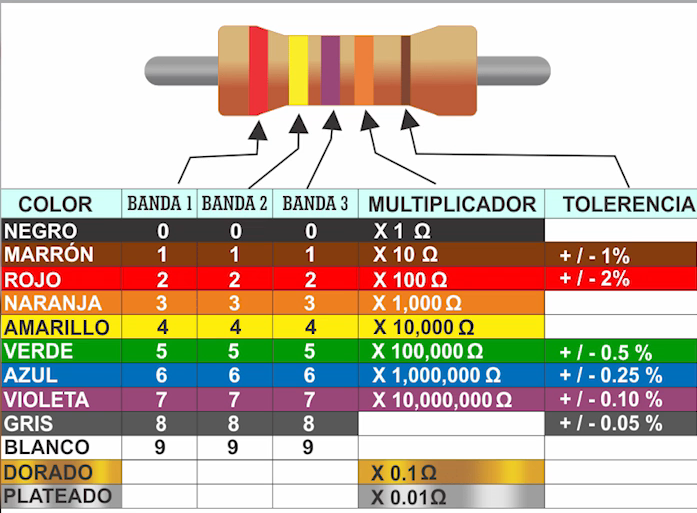 COLOR BANDA 1 BANDA 2 BANDA 3 MULTIPLICADOR TOLERENCIA
NEGRO 0 0 0 X 1 Ω
MARRÓN 1 1 1 X 10 Ω + / - 1%
ROJO 2 2 2 X 100 Ω + / - 2%
NARANJA 3 3 3 X 1,000 Ω
AMARILLO 4 4 4 X 10,000 Ω
VERDE 5 5 5 X 100,000 Ω + / - 0.5 %
AZUL 6 6 6 X 1,000,000 Ω + / - 0.25 %
VIOLETA 7 7 7 X 10,000,000 Ω + / - 0.10 %
GRIS 8 8 8 + / - 0.05 %
BLANCO 9 9 9
DORADO X 0.1 Ω
PLATEADO X 0.01Ω